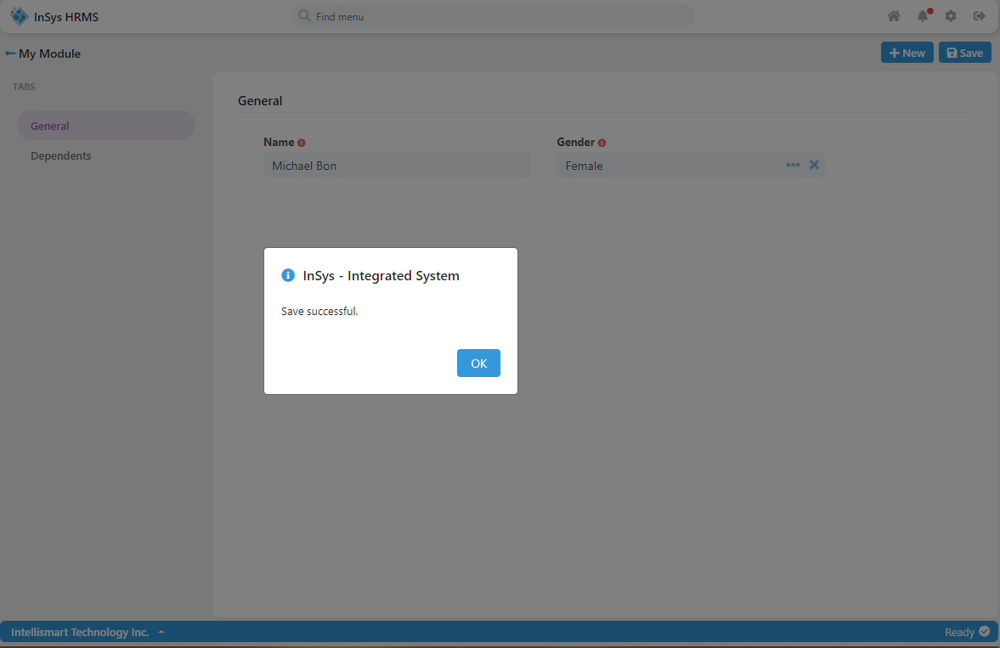 InSys HRMS
Find menu
My Module
New
Save
TABS
General
Dependents
General
Name
Gender
Michael Bon
Female
InSys - Integrated System
Save successful.
OK
Intellismart Technology Inc.
Ready